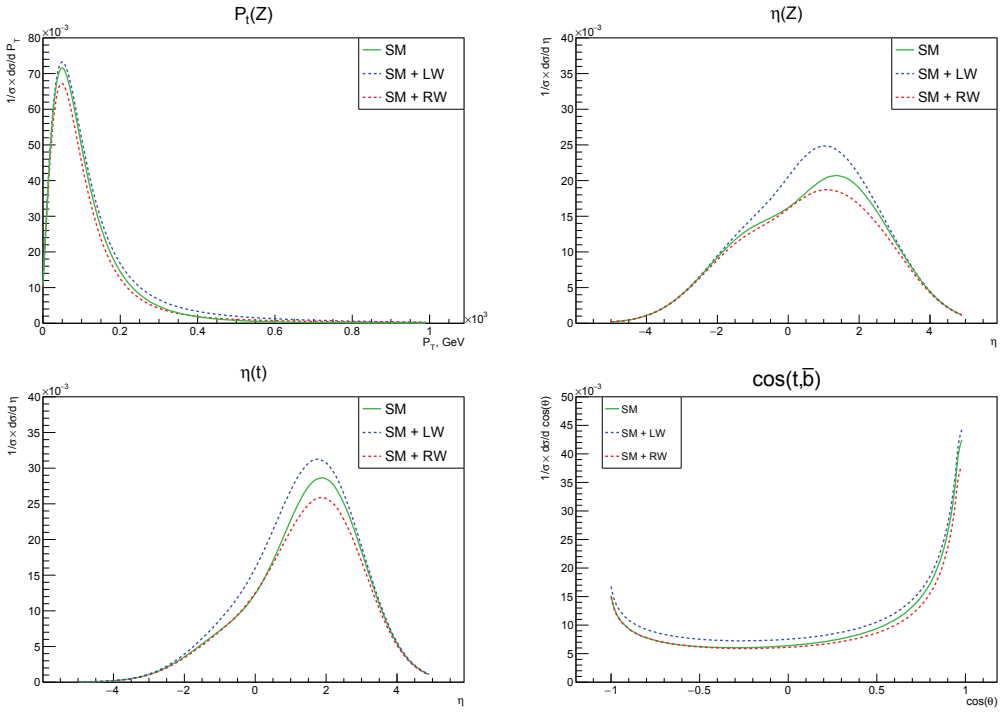 P_t(Z)
×10⁻³
1/σ × dσ/d P_T
80
70
60
50
40
30
20
10
0
0 0.2 0.4 0.6 0.8 1
×10³
P_T, GeV
SM
SM + LW
SM + RW
η(Z)
×10⁻³
1/σ × dσ/d η
40
35
30
25
20
15
10
5
0
−4 −2 0 2 4
η
SM
SM + LW
SM + RW
η(t)
×10⁻³
1/σ × dσ/d η
40
35
30
25
20
15
10
5
0
−4 −2 0 2 4
η
SM
SM + LW
SM + RW
cos(t,b̅)
×10⁻³
1/σ × dσ/d cos(θ)
50
45
40
35
30
25
20
15
10
5
0
−1 −0.5 0 0.5 1
cos(θ)
SM
SM + LW
SM + RW